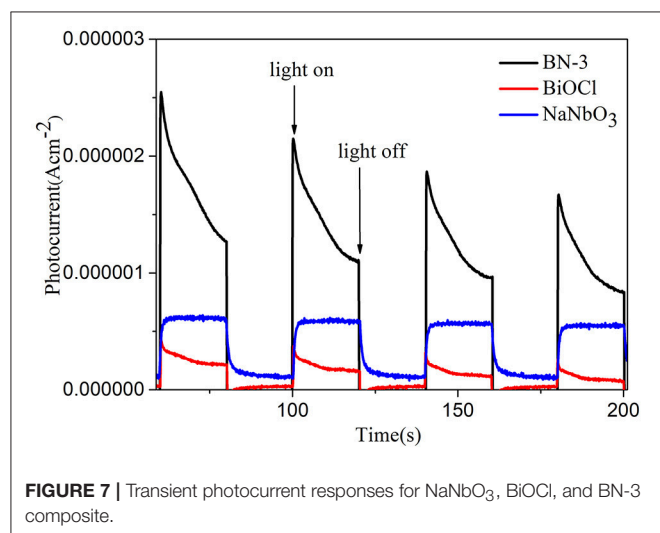 0.000003
BN-3
light on
BiOCl
NaNbO₃
0.000002
light off
Photocurrent(Acm⁻²)
0.000001
0.000000
100 150 200
Time(s)
FIGURE 7 | Transient photocurrent responses for NaNbO₃, BiOCl, and BN-3
composite.